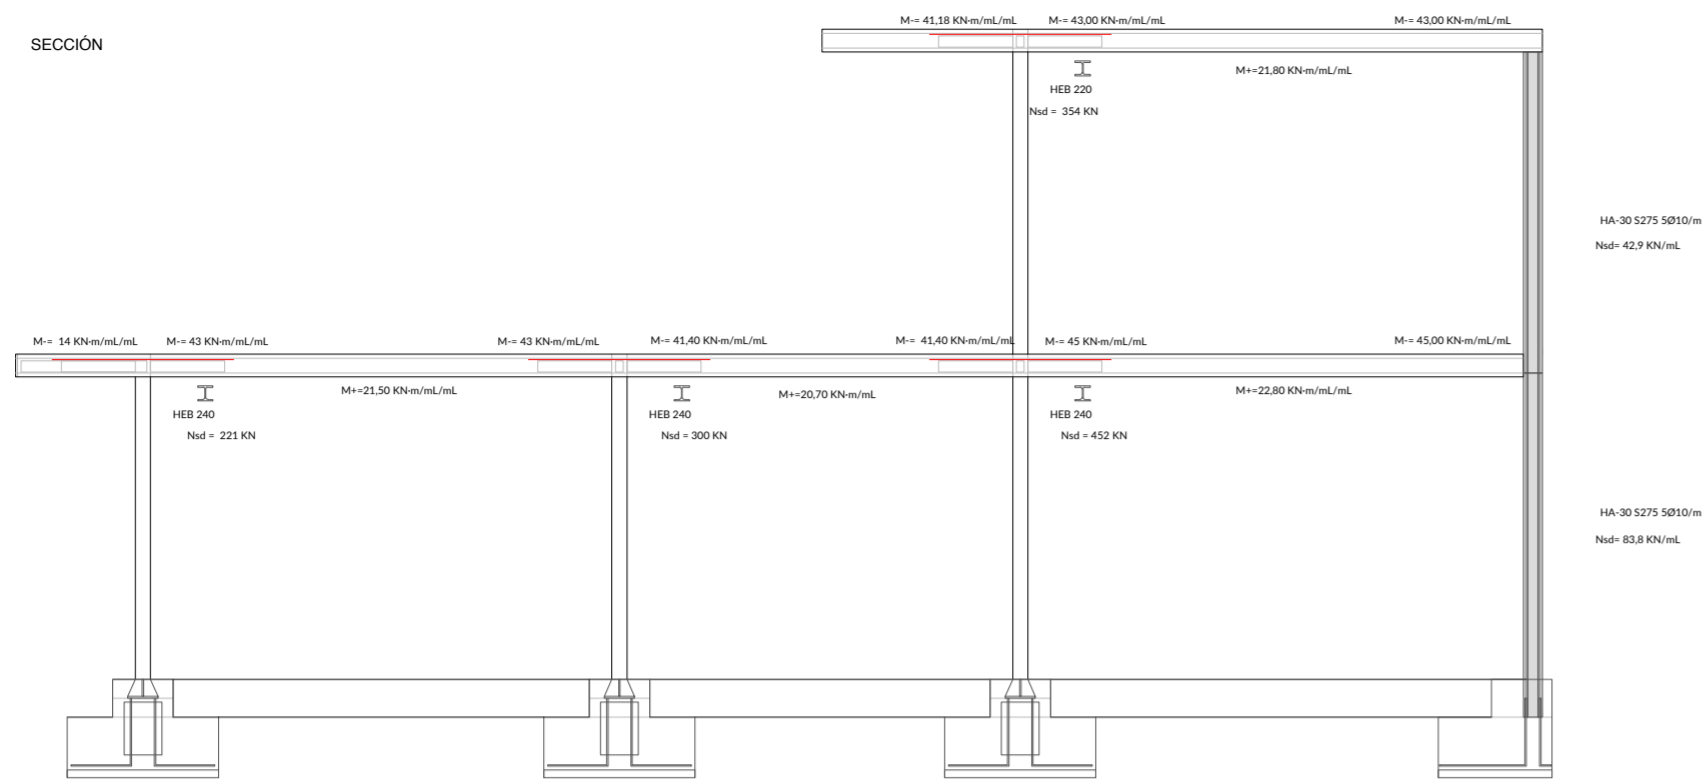 M-= 41,18 KN·m/mL/mL
M-= 43,00 KN·m/mL/mL
M-= 43,00 KN·m/mL/mL
SECCIÓN
M+=21,80 KN·m/mL/mL
HEB 220
Nsd = 354 KN
HA-30 S275 5Ø10/m
Nsd= 42,9 KN/mL
M-= 14 KN·m/mL/mL
M-= 43 KN·m/mL/mL
M-= 43 KN·m/mL/mL
M-= 41,40 KN·m/mL/mL
M-= 41,40 KN·m/mL/mL
M-= 45 KN·m/mL/mL
M-= 45,00 KN·m/mL/mL
M+=21,50 KN·m/mL/mL
M+=20,70 KN·m/mL
M+=22,80 KN·m/mL/mL
HEB 240
HEB 240
HEB 240
Nsd = 221 KN
Nsd = 300 KN
Nsd = 452 KN
HA-30 S275 5Ø10/m
Nsd= 83,8 KN/mL